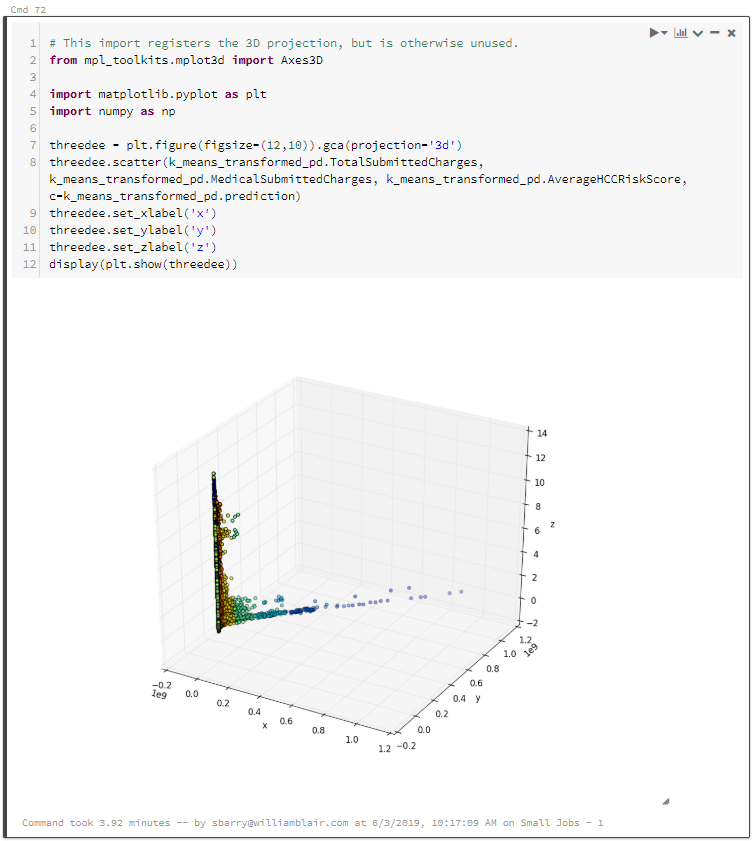 Cmd 72
1 # This import registers the 3D projection, but is otherwise unused.
2 from mpl_toolkits.mplot3d import Axes3D
3
4 import matplotlib.pyplot as plt
5 import numpy as np
6
7 threedee = plt.figure(figsize=(12,10)).gca(projection='3d')
8 threedee.scatter(k_means_transformed_pd.TotalSubmittedCharges,
k_means_transformed_pd.MedicalSubmittedCharges, k_means_transformed_pd.AverageHCCRiskScore,
c=k_means_transformed_pd.prediction)
9 threedee.set_xlabel('x')
10 threedee.set_ylabel('y')
11 threedee.set_zlabel('z')
12 display(plt.show(threedee))
14
12
10
8
z
6
4
2
0
−2
1.2
1e9
1.0
0.8
0.6
y
0.4
0.2
0.0
−0.2
−0.2
1e9
0.0
0.2
0.4
x
0.6
0.8
1.0
1.2
Command took 3.92 minutes -- by sbarry@williamblair.com at 6/3/2019, 10:17:09 AM on Small Jobs - 1